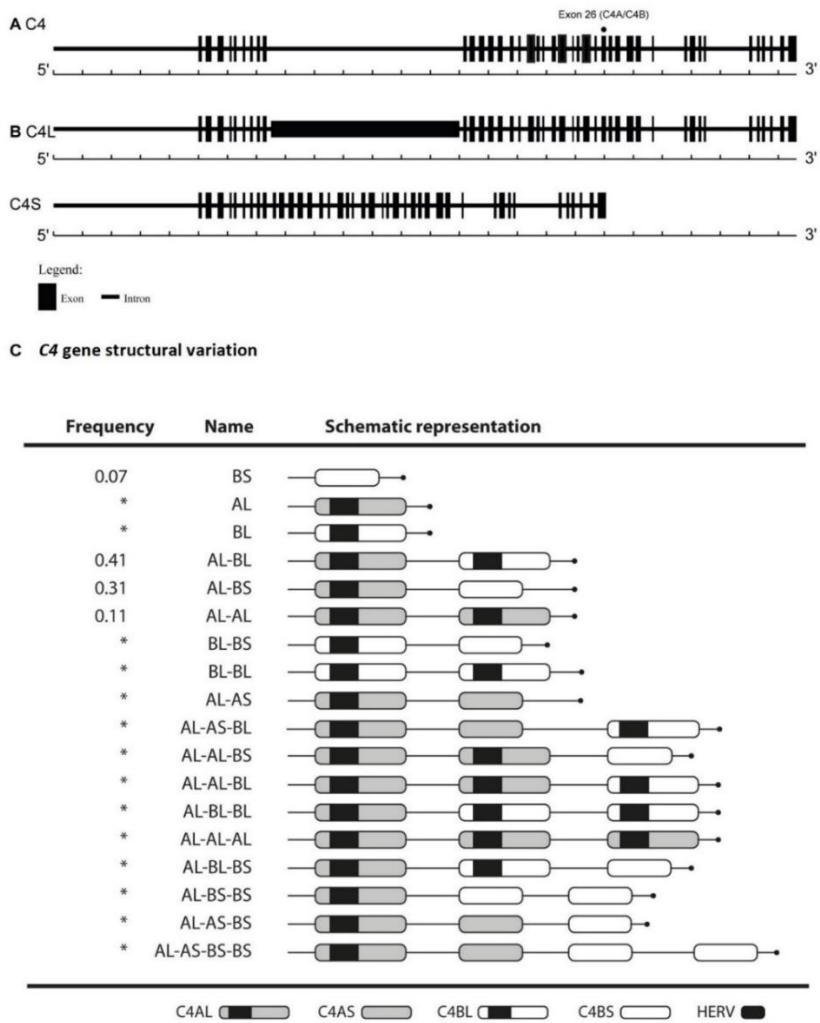 Exon 26 (C4A/C4B)
A C4
5' 3'
B C4L
5' 3'
C4S
5' 3'
Legend:
Exon Intron
C C4 gene structural variation
Frequency Name Schematic representation
0.07 BS
* AL
* BL
0.41 AL-BL
0.31 AL-BS
0.11 AL-AL
* BL-BS
* BL-BL
* AL-AS
* AL-AS-BL
* AL-AL-BS
* AL-AL-BL
* AL-BL-BL
* AL-AL-AL
* AL-BL-BS
* AL-BS-BS
* AL-AS-BS
* AL-AS-BS-BS
C4AL C4AS C4BL C4BS HERV